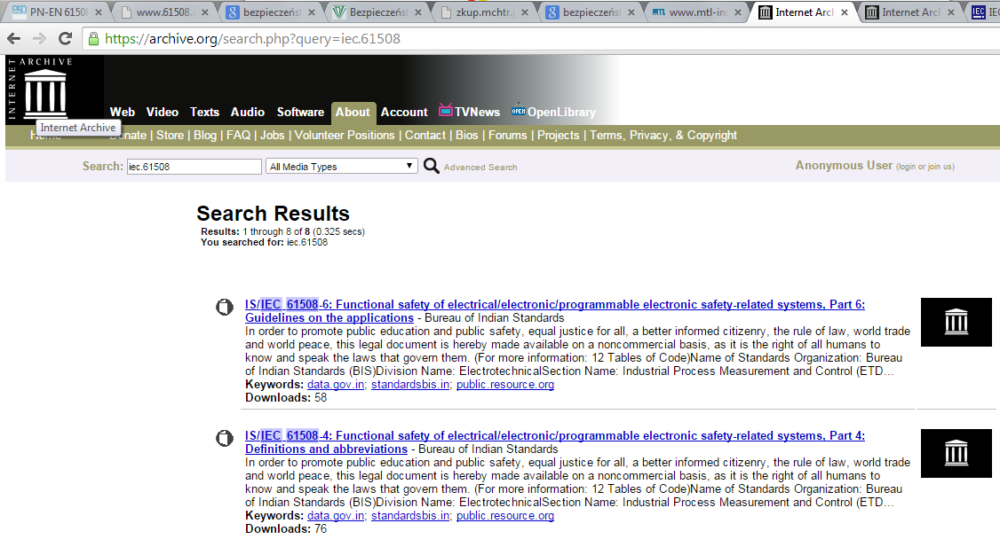 PN-EN 6150 www.61508. bezpieczeńs Bezpieczeńs zkup.mchtr. bezpieczeńs www.mtl-ins Internet Arch Internet Arch IEC IEC
https://archive.org/search.php?query=iec.61508
INTERNET ARCHIVE
Web Video Texts Audio Software About Account TVNews OPEN OpenLibrary
Internet Archive
Home Donate | Store | Blog | FAQ | Jobs | Volunteer Positions | Contact | Bios | Forums | Projects | Terms, Privacy, & Copyright
Search: iec.61508 All Media Types Advanced Search Anonymous User (login or join us)
Search Results
Results: 1 through 8 of 8 (0.325 secs)
You searched for: iec.61508
IS/IEC 61508-6: Functional safety of electrical/electronic/programmable electronic safety-related systems, Part 6:
Guidelines on the applications - Bureau of Indian Standards
In order to promote public education and public safety, equal justice for all, a better informed citizenry, the rule of law, world trade
and world peace, this legal document is hereby made available on a noncommercial basis, as it is the right of all humans to
know and speak the laws that govern them. (For more information: 12 Tables of Code)Name of Standards Organization: Bureau
of Indian Standards (BIS)Division Name: ElectrotechnicalSection Name: Industrial Process Measurement and Control (ETD...
Keywords: data.gov.in; standardsbis.in; public.resource.org
Downloads: 58
IS/IEC 61508-4: Functional safety of electrical/electronic/programmable electronic safety-related systems, Part 4:
Definitions and abbreviations - Bureau of Indian Standards
In order to promote public education and public safety, equal justice for all, a better informed citizenry, the rule of law, world trade
and world peace, this legal document is hereby made available on a noncommercial basis, as it is the right of all humans to
know and speak the laws that govern them. (For more information: 12 Tables of Code)Name of Standards Organization: Bureau
of Indian Standards (BIS)Division Name: ElectrotechnicalSection Name: Industrial Process Measurement and Control (ETD...
Keywords: data.gov.in; standardsbis.in; public.resource.org
Downloads: 76